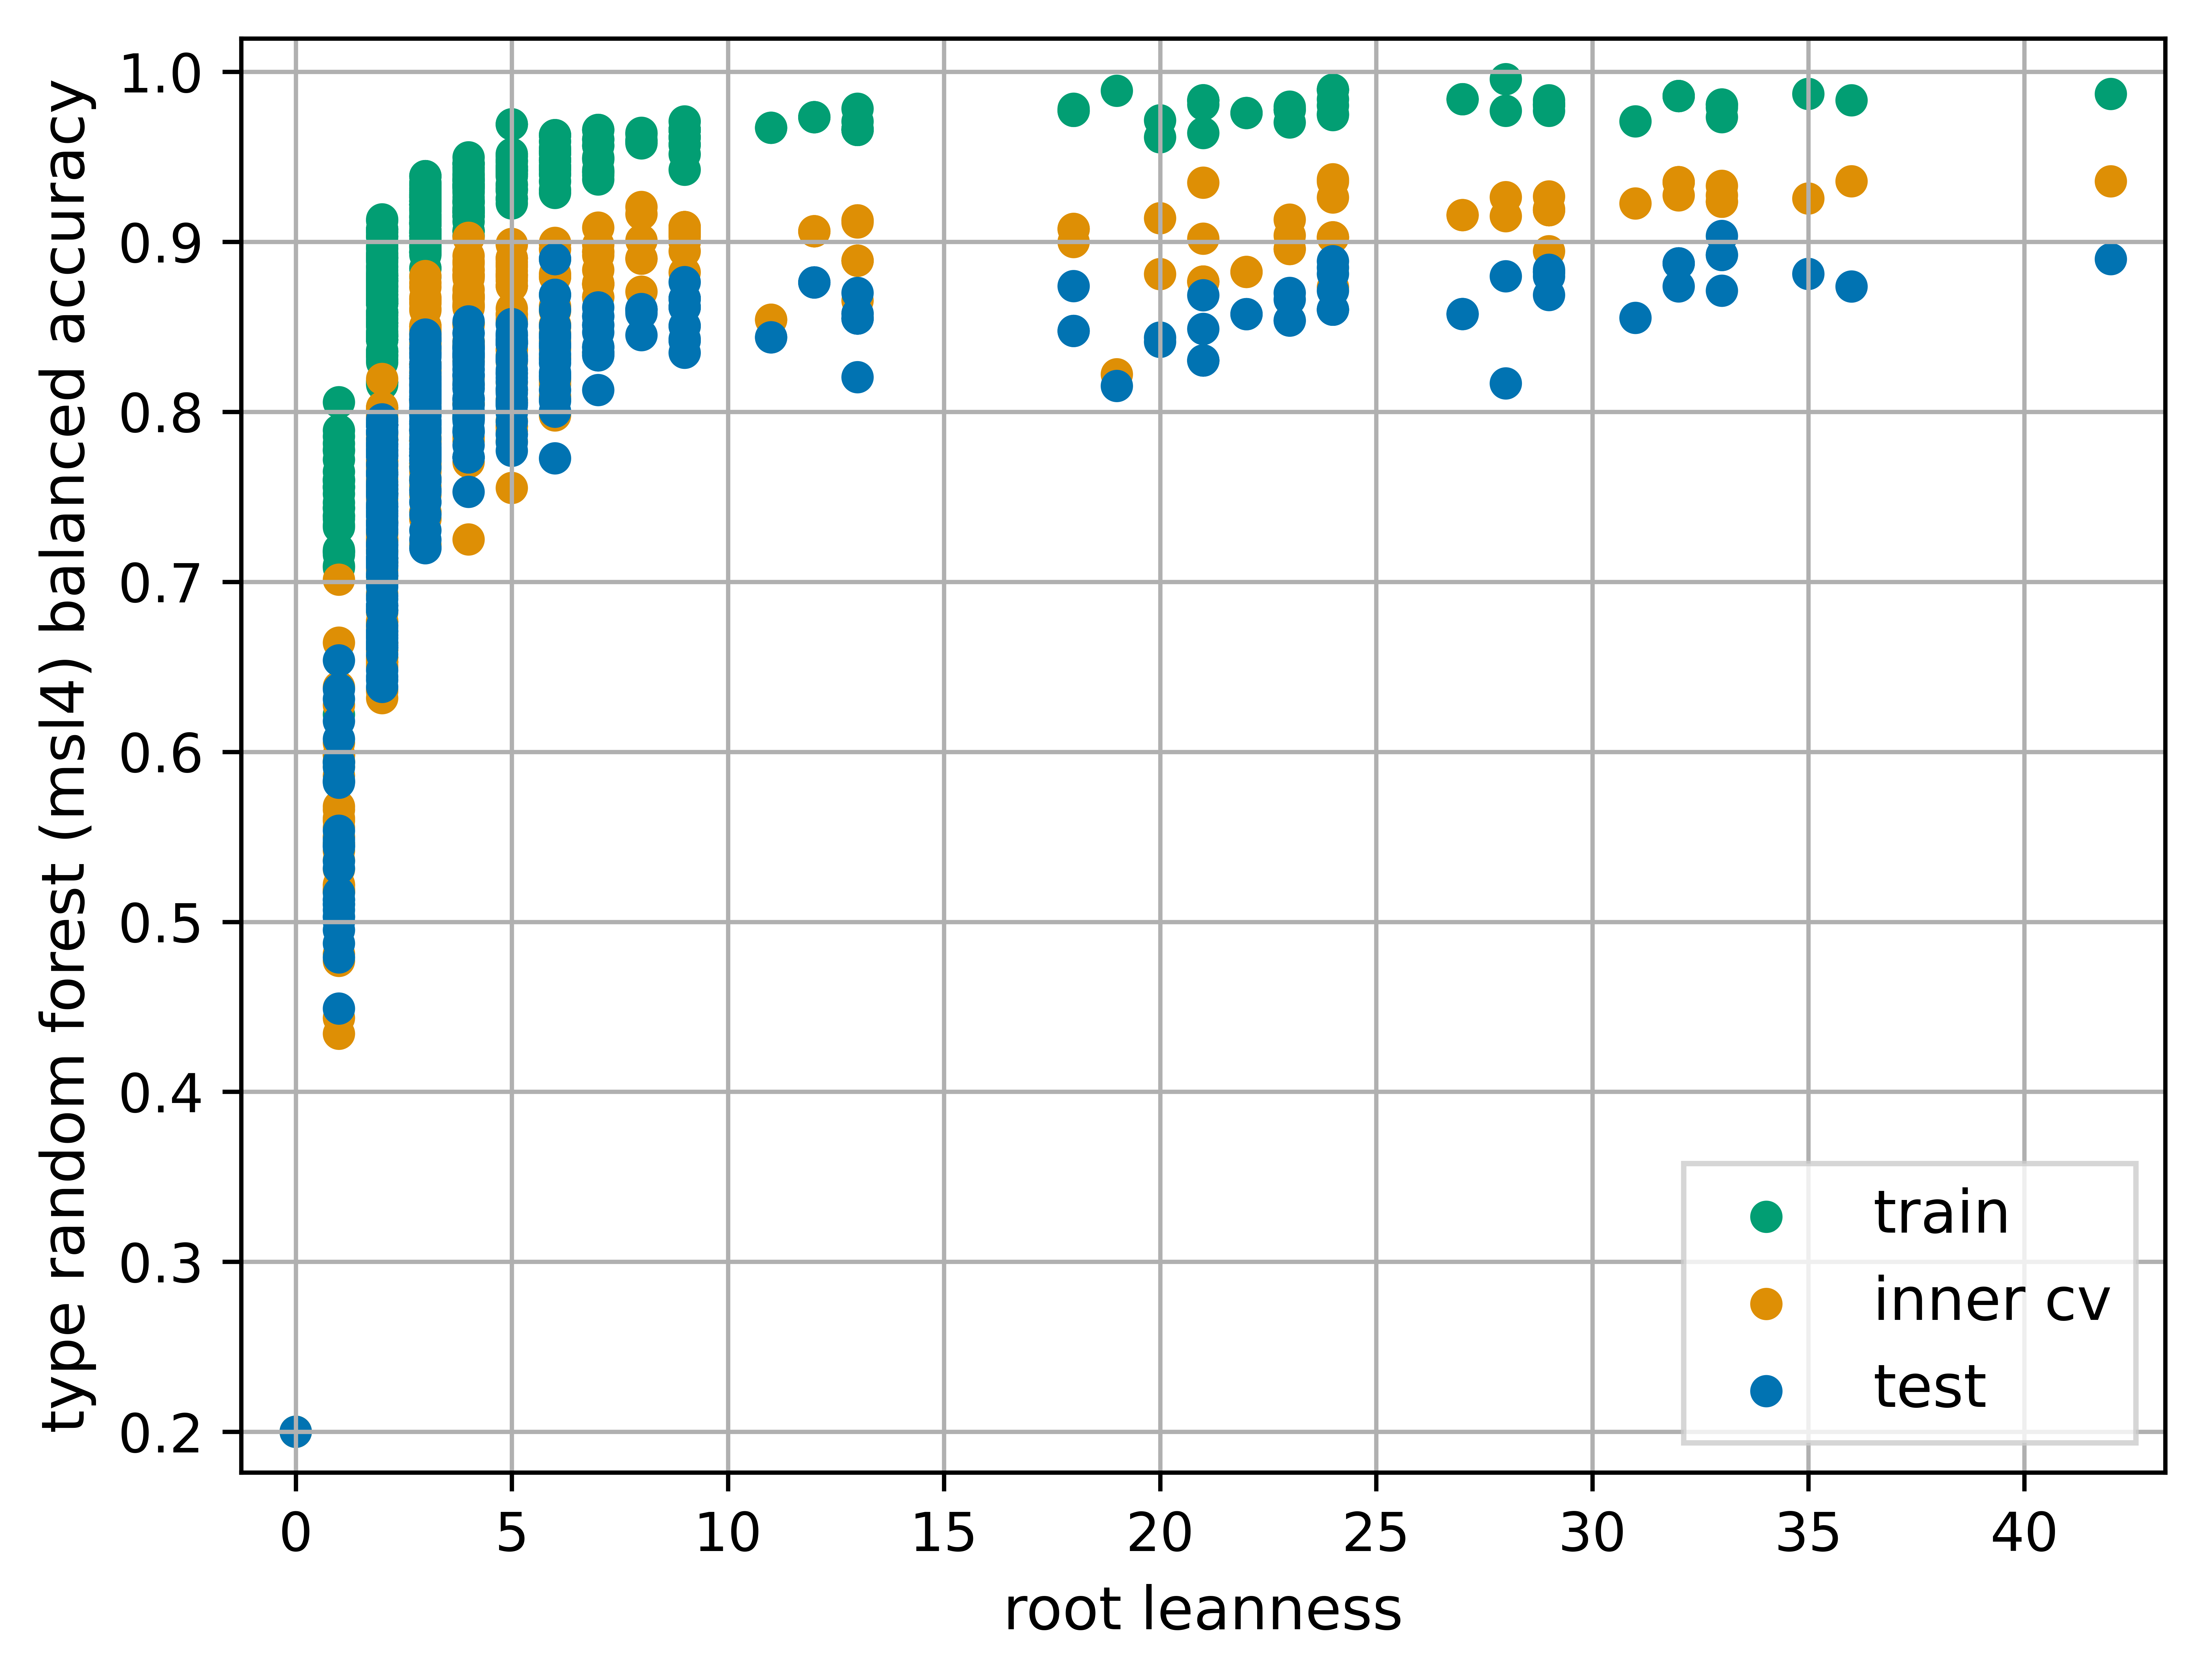 type random forest (msl4) balanced accuracy
1.0
0.9
0.8
0.7
0.6
0.5
0.4
0.3
0.2
0 5 10 15 20 25 30 35 40
root leanness
train
inner cv
test